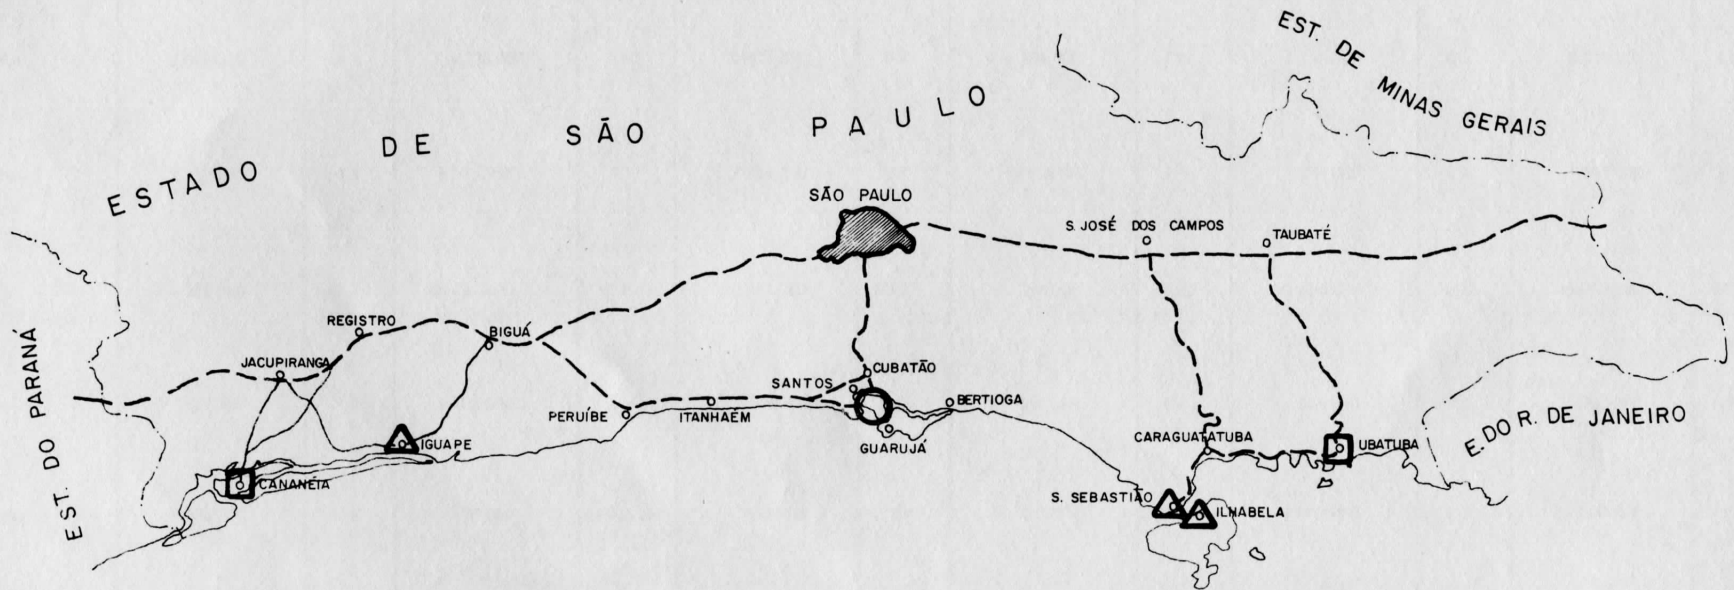 EST. DE MINAS GERAIS
ESTADO DE SÃO PAULO
SÃO PAULO
S. JOSÉ DOS CAMPOS
TAUBATÉ
REGISTRO
BIGUÁ
JACUPIRANGA
EST. DO PARANÁ
CUBATÃO
SANTOS
BERTIOGA
PERUÍBE
ITANHAÉM
GUARUJÁ
IGUAPE
CANANÉIA
CARAGUATATUBA
UBATUBA
E. DO R. DE JANEIRO
S. SEBASTIÃO
ILHABELA